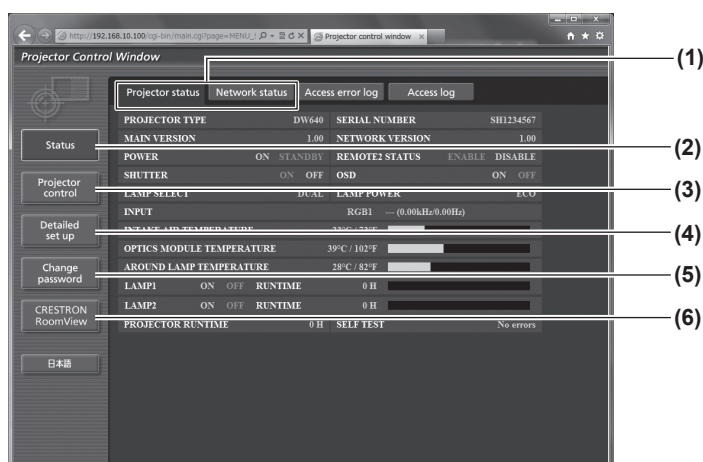 http://192.168.10.100/cgi-bin/main.cgi?page=MENU_
Projector control window
Projector Control Window
(1)
Projector status Network status Access error log Access log
PROJECTOR TYPE DW640 SERIAL NUMBER SH1234567
MAIN VERSION 1.00 NETWORK VERSION 1.00
Status
(2)
POWER ON STANDBY REMOTE2 STATUS ENABLE DISABLE
SHUTTER ON OFF OSD ON OFF
Projector
control
(3)
LAMP SELECT DUAL LAMP POWER ECO
INPUT RGB1 --- (0.00kHz/0.00Hz)
Detailed
set up
(4)
INTAKE AIR TEMPERATURE 23°C / 73°F
OPTICS MODULE TEMPERATURE 39°C / 102°F
Change
password
(5)
AROUND LAMP TEMPERATURE 28°C / 82°F
LAMP1 ON OFF RUNTIME 0 H
CRESTRON
RoomView
(6)
LAMP2 ON OFF RUNTIME 0 H
PROJECTOR RUNTIME 0 H SELF TEST No errors
日本語